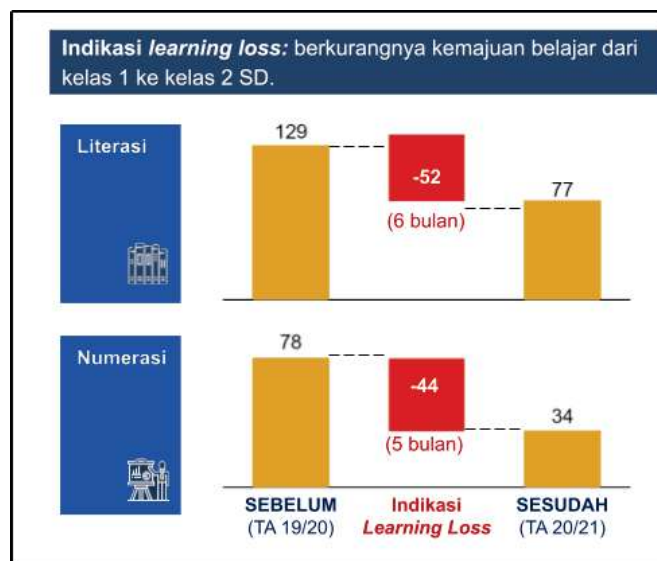 Indikasi learning loss: berkurangnya kemajuan belajar dari
kelas 1 ke kelas 2 SD.
Literasi
129
-52
(6 bulan)
77
Numerasi
78
-44
(5 bulan)
34
SEBELUM
(TA 19/20)
Indikasi
Learning Loss
SESUDAH
(TA 20/21)